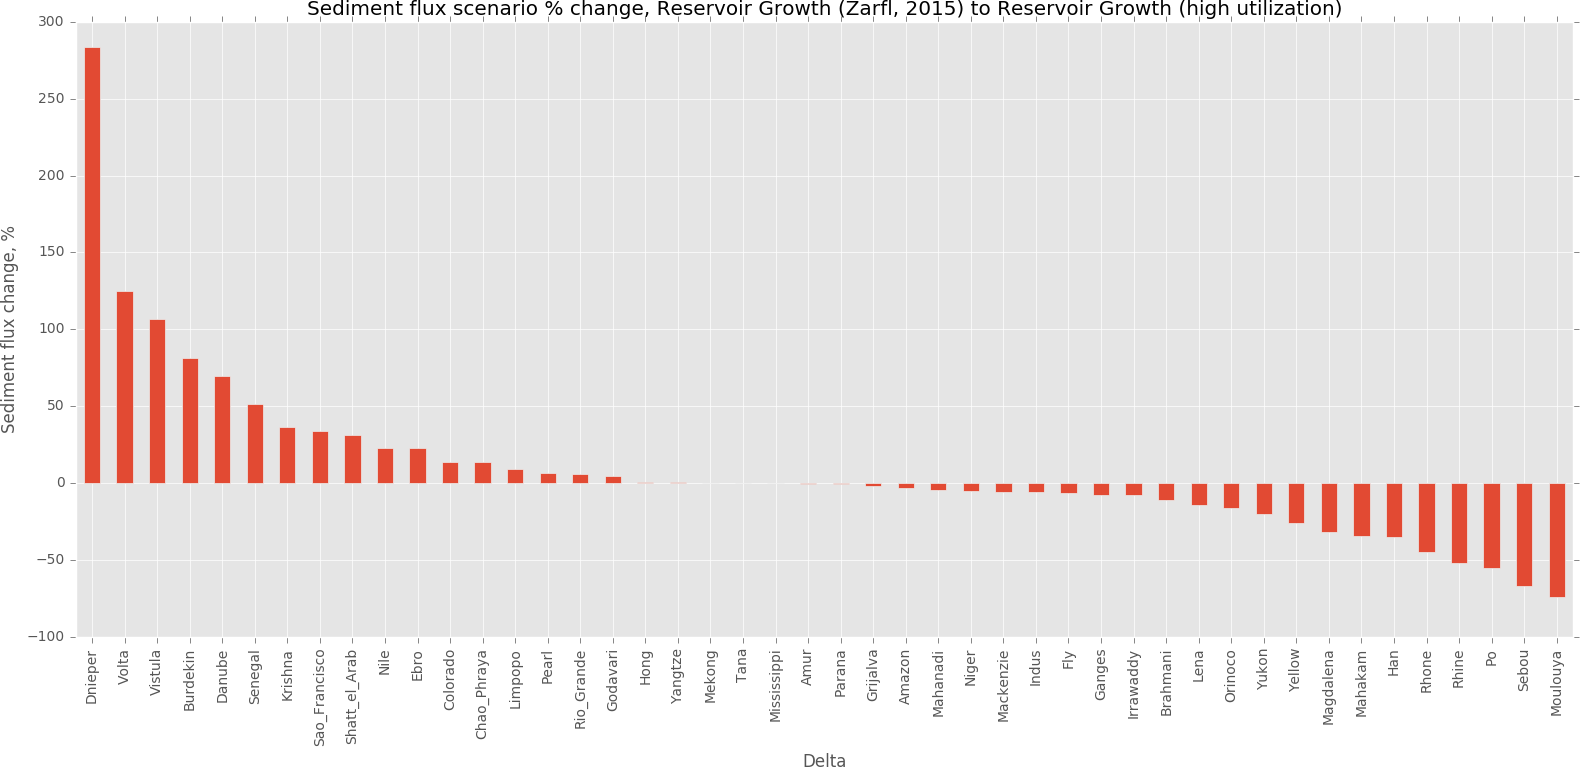 Sediment flux scenario % change, Reservoir Growth (Zarfl, 2015) to Reservoir Growth (high utilization)
Sediment flux change, %
300
250
200
150
100
50
0
−50
−100
Dnieper
Volta
Vistula
Burdekin
Danube
Senegal
Krishna
Sao_Francisco
Shatt_el_Arab
Nile
Ebro
Colorado
Chao_Phraya
Limpopo
Pearl
Rio_Grande
Godavari
Hong
Yangtze
Mekong
Tana
Mississippi
Amur
Parana
Grijalva
Amazon
Mahanadi
Niger
Mackenzie
Indus
Fly
Ganges
Irrawaddy
Brahmani
Lena
Orinoco
Yukon
Yellow
Magdalena
Mahakam
Han
Rhone
Rhine
Po
Sebou
Moulouya
Delta